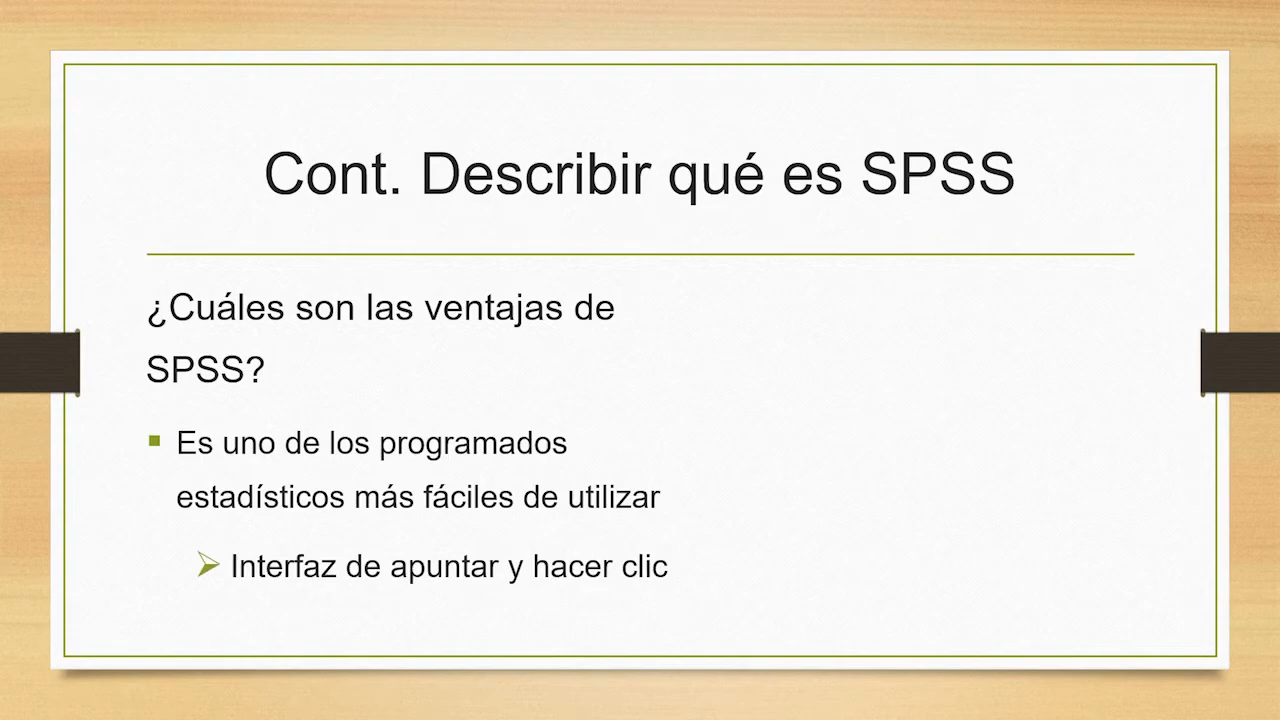 Cont. Describir qué es SPSS
¿Cuáles son las ventajas de
SPSS?
Es uno de los programados
estadísticos más fáciles de utilizar
Interfaz de apuntar y hacer clic